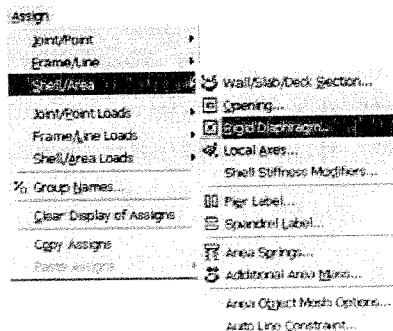 Assign
Joint/Point
Frame/Line
Shell/Area
Joint/Point Loads
Frame/Line Loads
Shell/Area Loads
Group Names...
Clear Display of Assigns
Copy Assigns
Paste Assigns
Wall/Slab/Deck Section...
Opening...
Rigid Diaphragm...
Local Axes...
Shell Stiffness Modifiers...
Pier Label...
Spandrel Label...
Area Springs...
Additional Area Mass...
Area Object Mesh Options...
Auto Line Constraint...